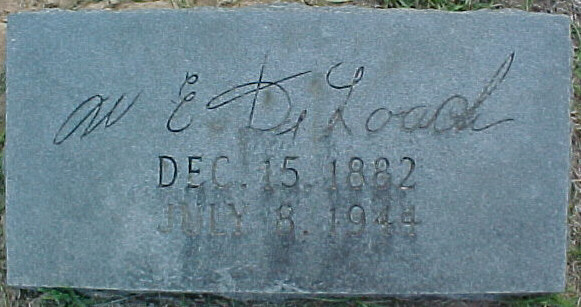 W E DeLoach
DEC. 15. 1882
JULY 8. 1944